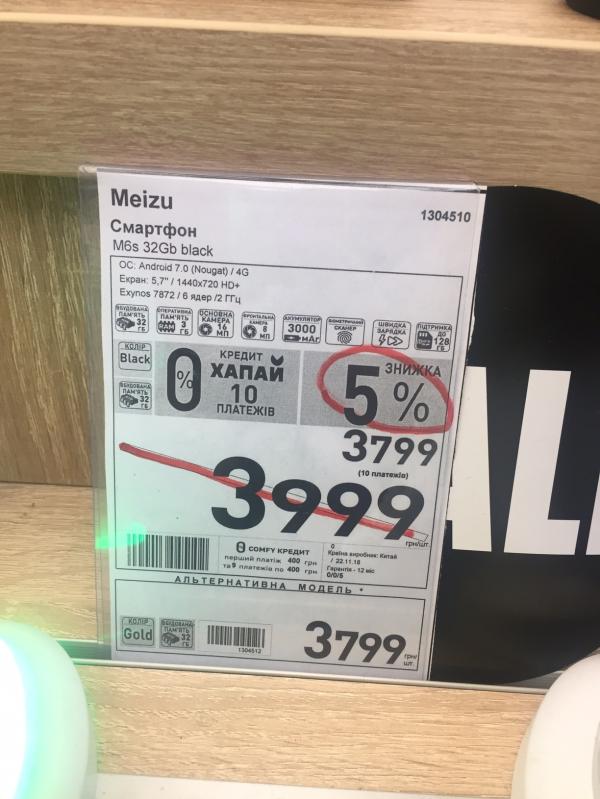 Meizu
1304510
Смартфон
M6s 32Gb black
ОС: Android 7.0 (Nougat) / 4G
Екран: 5,7" / 1440x720 HD+
Exynos 7872 / 6 ядер /2 ГГц
ВБУДОВАНА ПАМ'ЯТЬ 32 ГБ
ОПЕРАТИВНА ПАМ'ЯТЬ RAM 3 ГБ
ОСНОВНА КАМЕРА 16 МП
ФРОНТАЛЬНА КАМЕРА 8 МП
АКУМУЛЯТОР 3000 мАг
БІОМЕТРИЧНИЙ СКАНЕР
ШВИДКА ЗАРЯДКА
ПІДТРИМКА ДО 128 ГБ
КОЛІР
Black
ВБУДОВАНА ПАМ'ЯТЬ 32 ГБ
0%
КРЕДИТ
ХАПАЙ
10
ПЛАТЕЖІВ
ЗНИЖКА
5%
3799
(10 платежів)
3999
грн/шт.
0 COMFY КРЕДИТ
перший платіж 400 грн
та 9 платежів по 400 грн
0
Країна виробник: Китай
/ 22.11.18
Гарантія - 12 міс
0/0/5
АЛЬТЕРНАТИВНА МОДЕЛЬ *
КОЛІР
Gold
ВБУДОВАНА ПАМ'ЯТЬ 32 ГБ
1304512
3799
грн/шт.
ALL